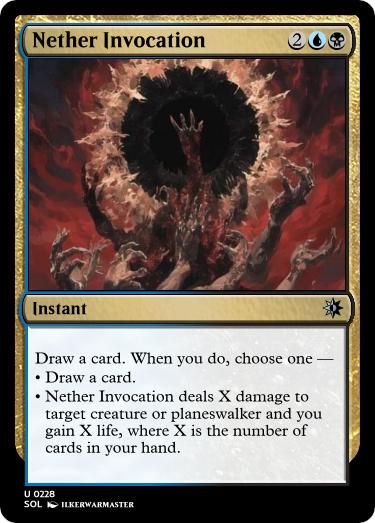 Nether Invocation 2
Instant
Draw a card. When you do, choose one —
• Draw a card.
• Nether Invocation deals X damage to
target creature or planeswalker and you
gain X life, where X is the number of
cards in your hand.
U 0228
SOL ILKERWARMASTER